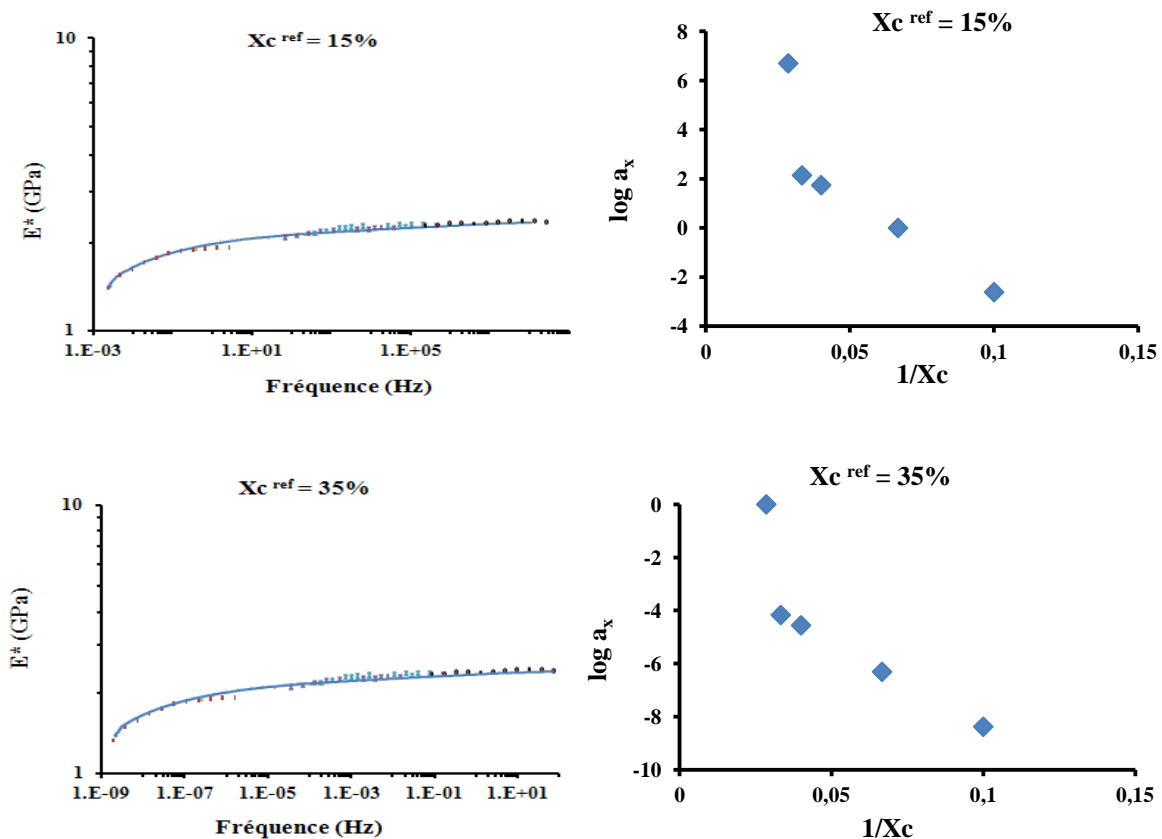 Xc ref = 15%
10
1
E* (GPa)
1.E-03
1.E+01
1.E+05
Fréquence (Hz)
Xc ref = 15%
8
6
4
2
0
-2
-4
log ax
0
0,05
0,1
0,15
1/Xc
Xc ref = 35%
10
1
E* (GPa)
1.E-09
1.E-07
1.E-05
1.E-03
1.E-01
1.E+01
Fréquence (Hz)
Xc ref = 35%
0
-2
-4
-6
-8
-10
log ax
0
0,05
0,1
0,15
1/Xc